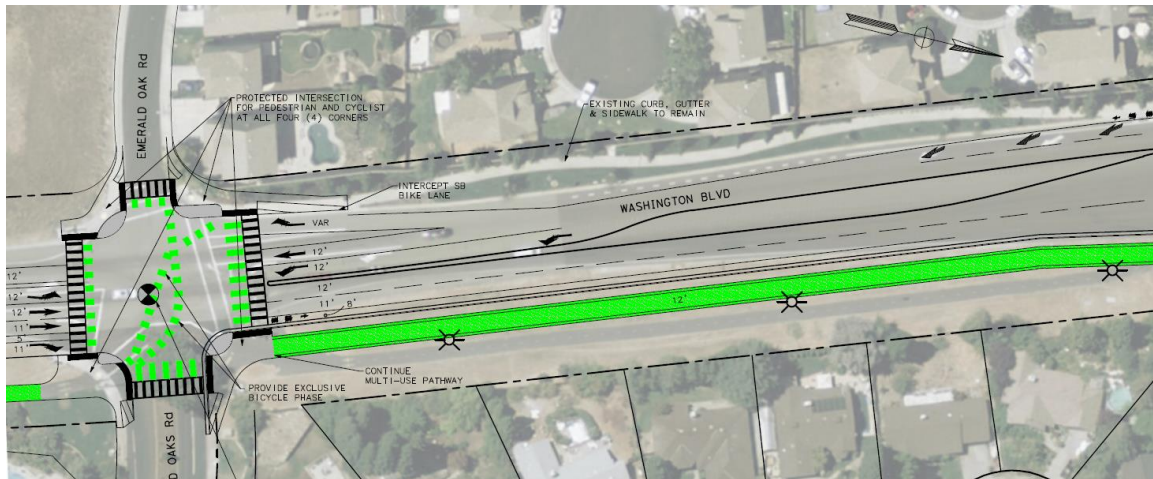 EMERALD OAK Rd
PROTECTED INTERSECTION
FOR PEDESTRIAN AND CYCLIST
AT ALL FOUR (4) CORNERS
EXISTING CURB, GUTTER
& SIDEWALK TO REMAIN
INTERCEPT SB
BIKE LANE
WASHINGTON BLVD
VAR
12'
12'
12'
12'
12'
11'
5'
11'
11'
8'
12'
CONTINUE
MULTI-USE PATHWAY
PROVIDE EXCLUSIVE
BICYCLE PHASE
D OAKS Rd